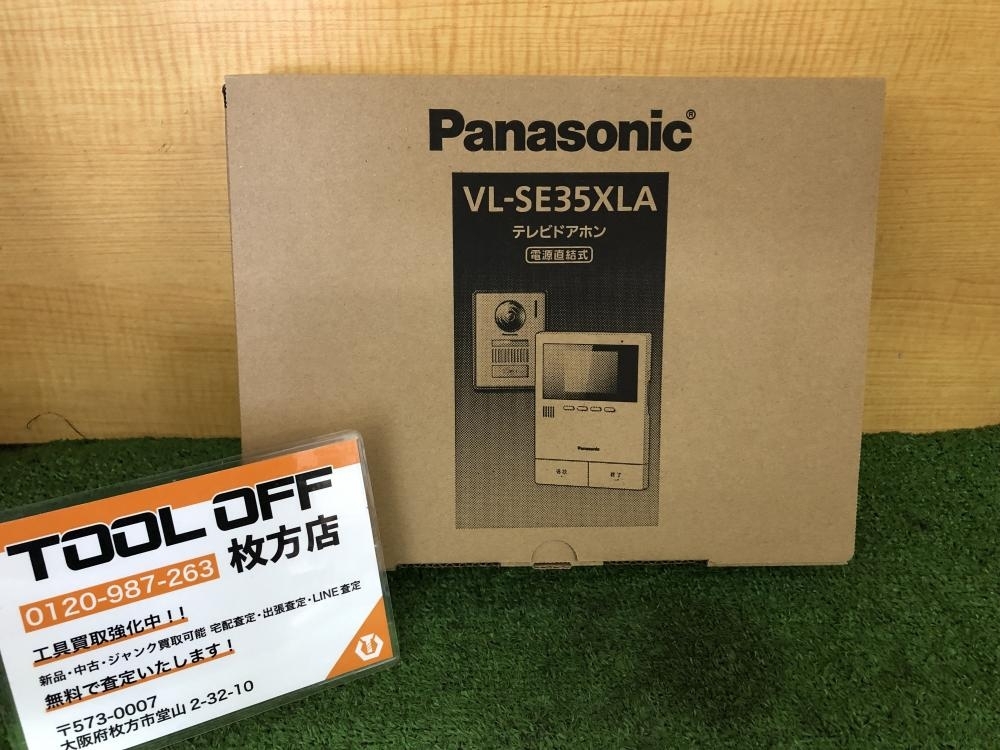 Panasonic®
VL-SE35XLA
テレビドアホン
電源直結式
Panasonic
通話
終了
TOOL OFF
枚方店
0120-987-263
工具買取強化中！！
新品・中古・ジャンク買取可能 宅配査定・出張査定・LINE査定
無料で査定いたします！
〒573-0007
大阪府枚方市堂山 2-32-10